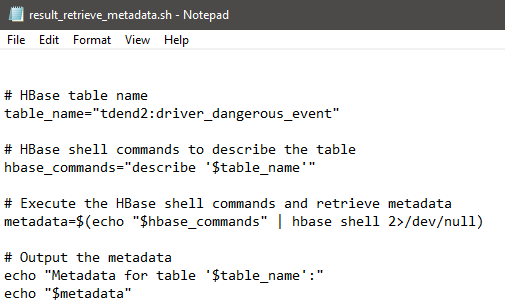 result_retrieve_metadata.sh - Notepad
File Edit Format View Help
# HBase table name
table_name="tdend2:driver_dangerous_event"
# HBase shell commands to describe the table
hbase_commands="describe '$table_name'"
# Execute the HBase shell commands and retrieve metadata
metadata=$(echo "$hbase_commands" | hbase shell 2>/dev/null)
# Output the metadata
echo "Metadata for table '$table_name':"
echo "$metadata"